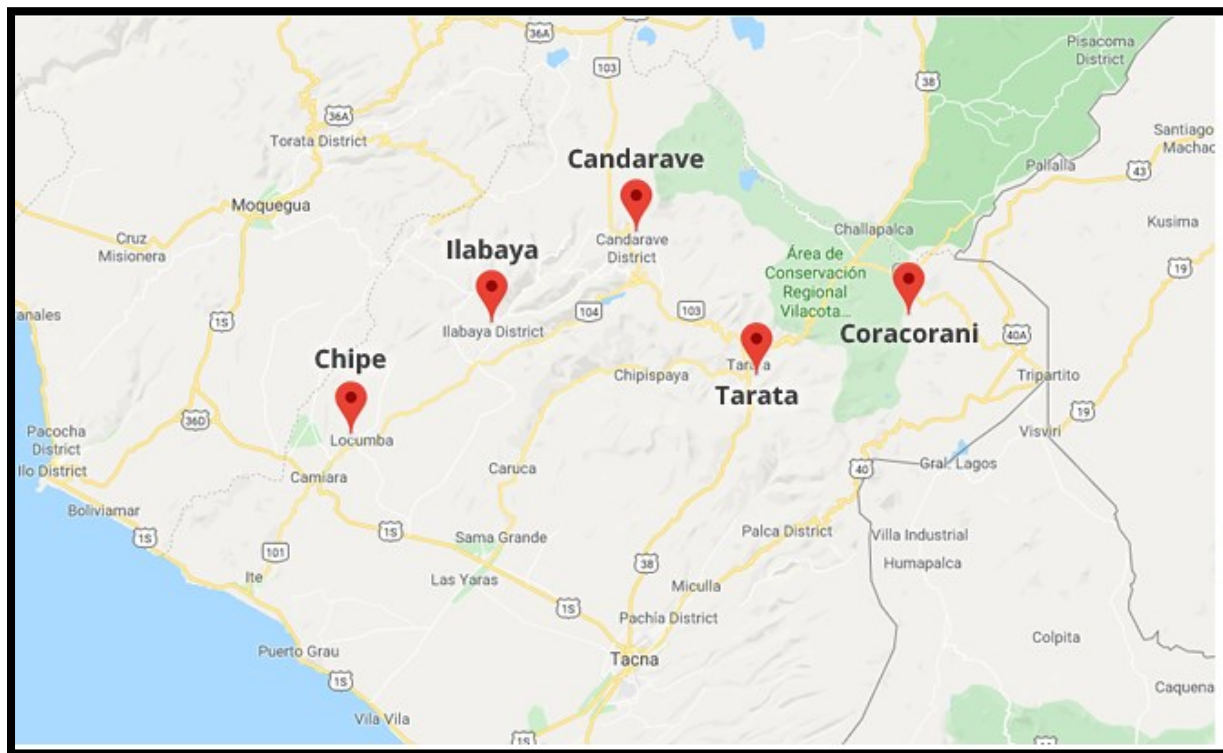 36A
Pisacoma
District
103
38
36A
Torata District
Santiago
Machac
Candarave
Pallalla
43
Moquegua
Kusima
Cruz
Misionera
Candarave
District
Challapalca
Ilabaya
Área de
Conservación
Regional
Vilacota...
19
anales
1S
104
103
Ilabaya District
Coracorani
40A
Chipe
Tarata
Chipispaya
Tripartito
Tarata
36D
19
Pacocha
District
Locumba
Visviri
Ilo District
Camiara
Caruca
40
Gral. Lagos
Boliviamar
1S
1S
Sama Grande
Palca District
Villa Industrial
101
38
Humapalca
Ite
Las Yaras
Miculla
1S
Pachia District
Colpita
Puerto Grau
Tacna
1S
Caquena
Vila Vila
1S